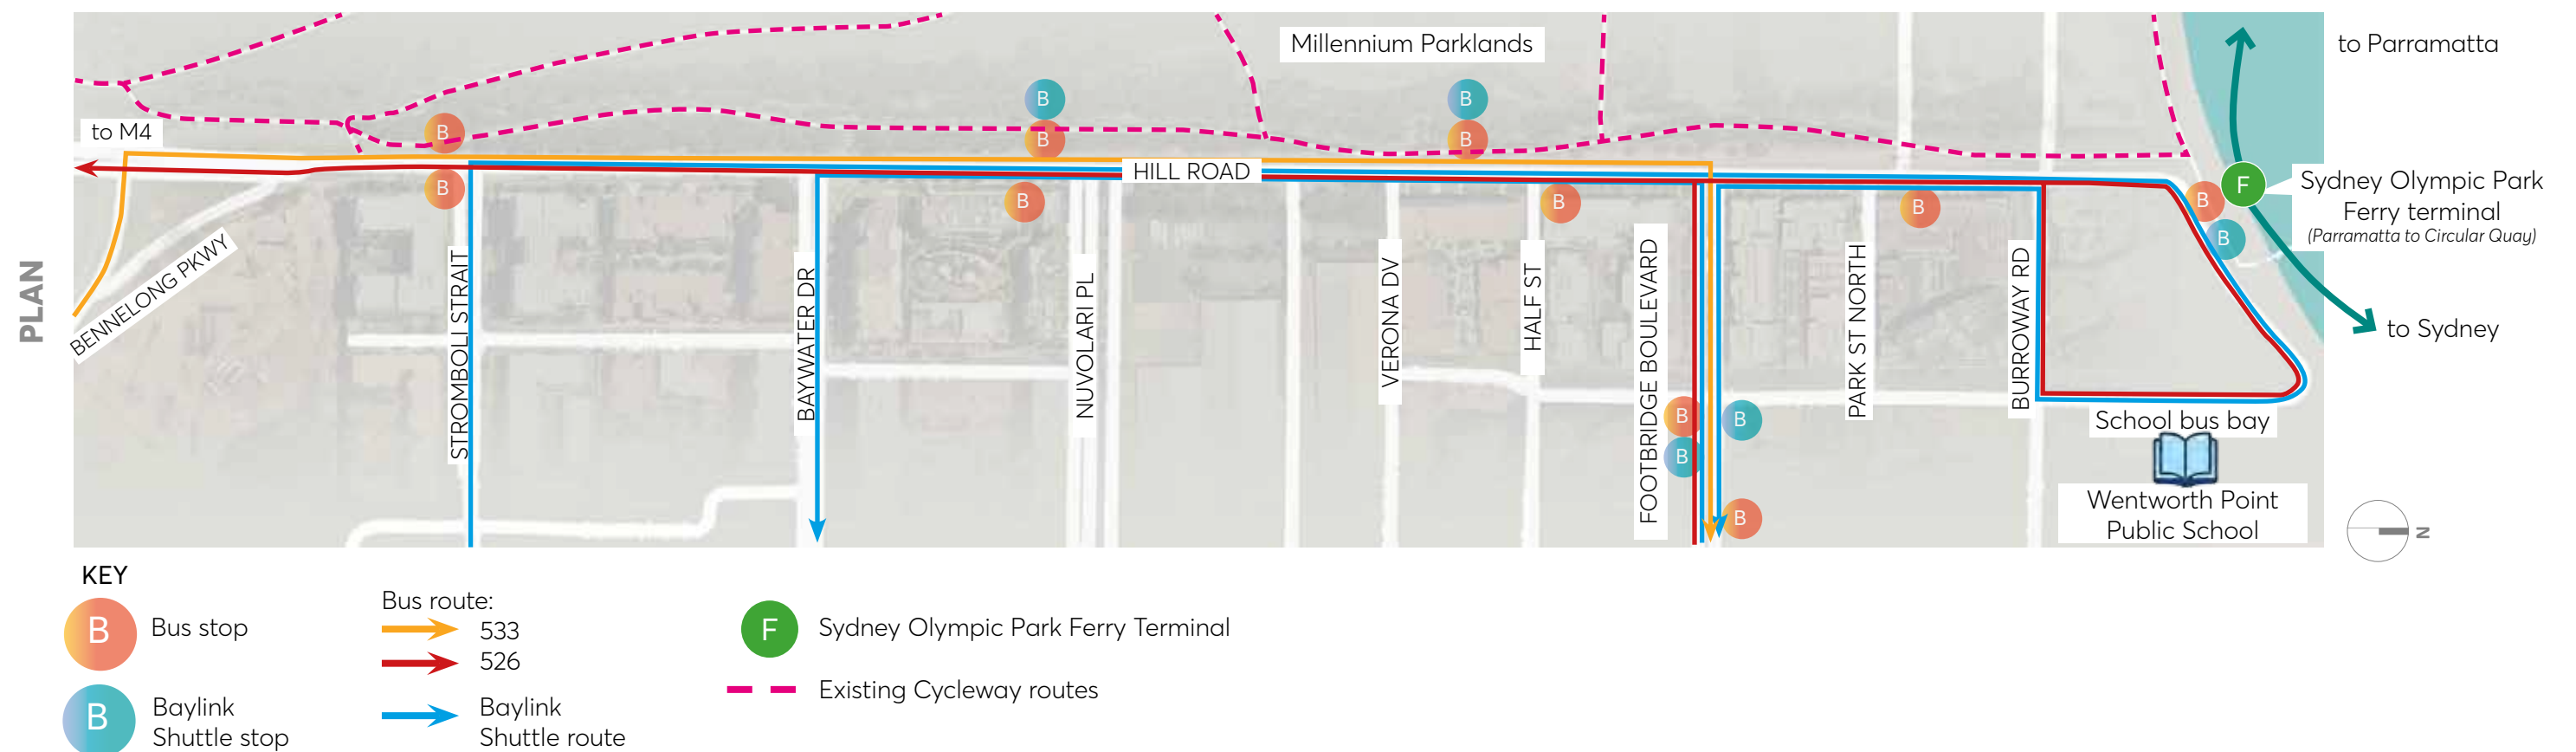 Millennium Parklands
to Parramatta
B
B
B
to M4
B
B
HILL ROAD
F
Sydney Olympic Park
Ferry terminal
(Parramatta to Circular Quay)
B
B
B
B
B
B
B
PLAN
BENNELONG PKWY
STROMBOLI STRAIT
BAYWATER DR
NUVOLARI PL
VERONA DV
HALF ST
FOOTBRIDGE BOULEVARD
PARK ST NORTH
BURROWAY RD
to Sydney
B
B
B
B
School bus bay
Wentworth Point
Public School
N
KEY
B
Bus stop
B
Baylink
Shuttle stop
Bus route:
533
526
Baylink
Shuttle route
F
Sydney Olympic Park Ferry Terminal
Existing Cycleway routes